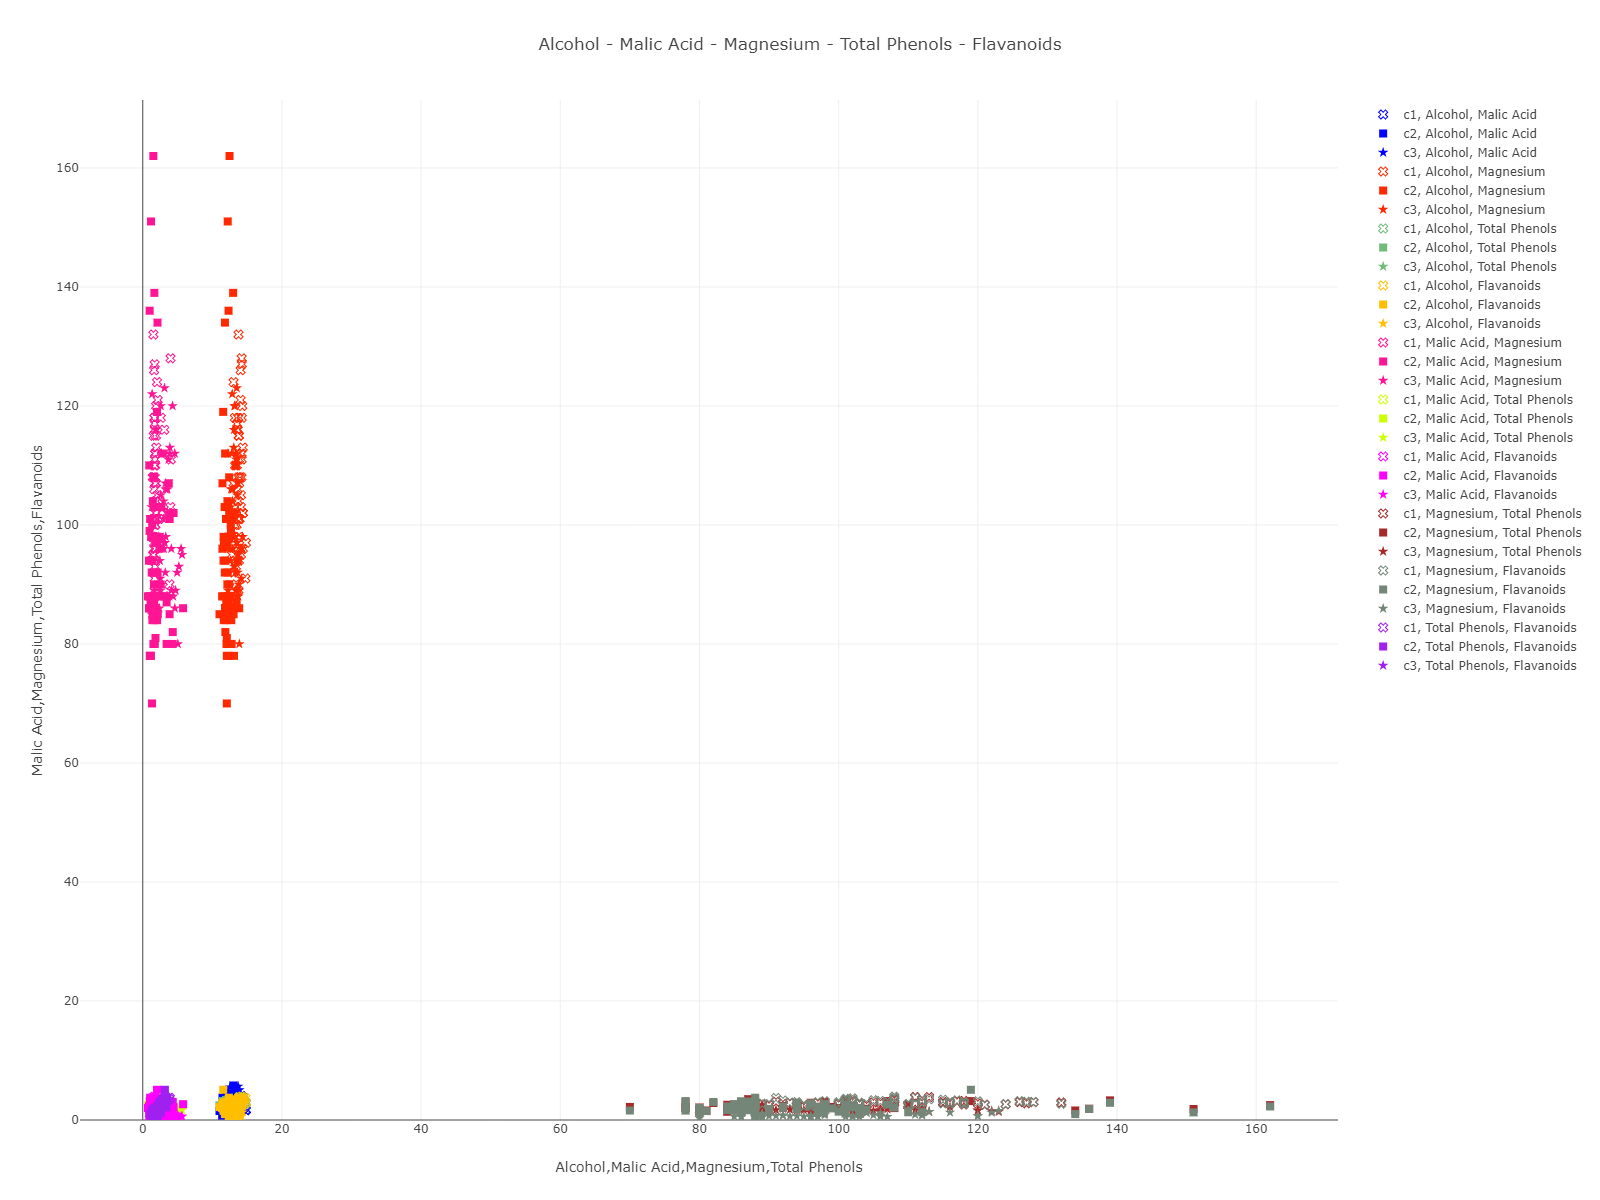 Alcohol - Malic Acid - Magnesium - Total Phenols - Flavanoids
Malic Acid,Magnesium,Total Phenols,Flavanoids
160
140
120
100
80
60
40
20
0
0 20 40 60 80 100 120 140 160
Alcohol,Malic Acid,Magnesium,Total Phenols
c1, Alcohol, Malic Acid
c2, Alcohol, Malic Acid
c3, Alcohol, Malic Acid
c1, Alcohol, Magnesium
c2, Alcohol, Magnesium
c3, Alcohol, Magnesium
c1, Alcohol, Total Phenols
c2, Alcohol, Total Phenols
c3, Alcohol, Total Phenols
c1, Alcohol, Flavanoids
c2, Alcohol, Flavanoids
c3, Alcohol, Flavanoids
c1, Malic Acid, Magnesium
c2, Malic Acid, Magnesium
c3, Malic Acid, Magnesium
c1, Malic Acid, Total Phenols
c2, Malic Acid, Total Phenols
c3, Malic Acid, Total Phenols
c1, Malic Acid, Flavanoids
c2, Malic Acid, Flavanoids
c3, Malic Acid, Flavanoids
c1, Magnesium, Total Phenols
c2, Magnesium, Total Phenols
c3, Magnesium, Total Phenols
c1, Magnesium, Flavanoids
c2, Magnesium, Flavanoids
c3, Magnesium, Flavanoids
c1, Total Phenols, Flavanoids
c2, Total Phenols, Flavanoids
c3, Total Phenols, Flavanoids